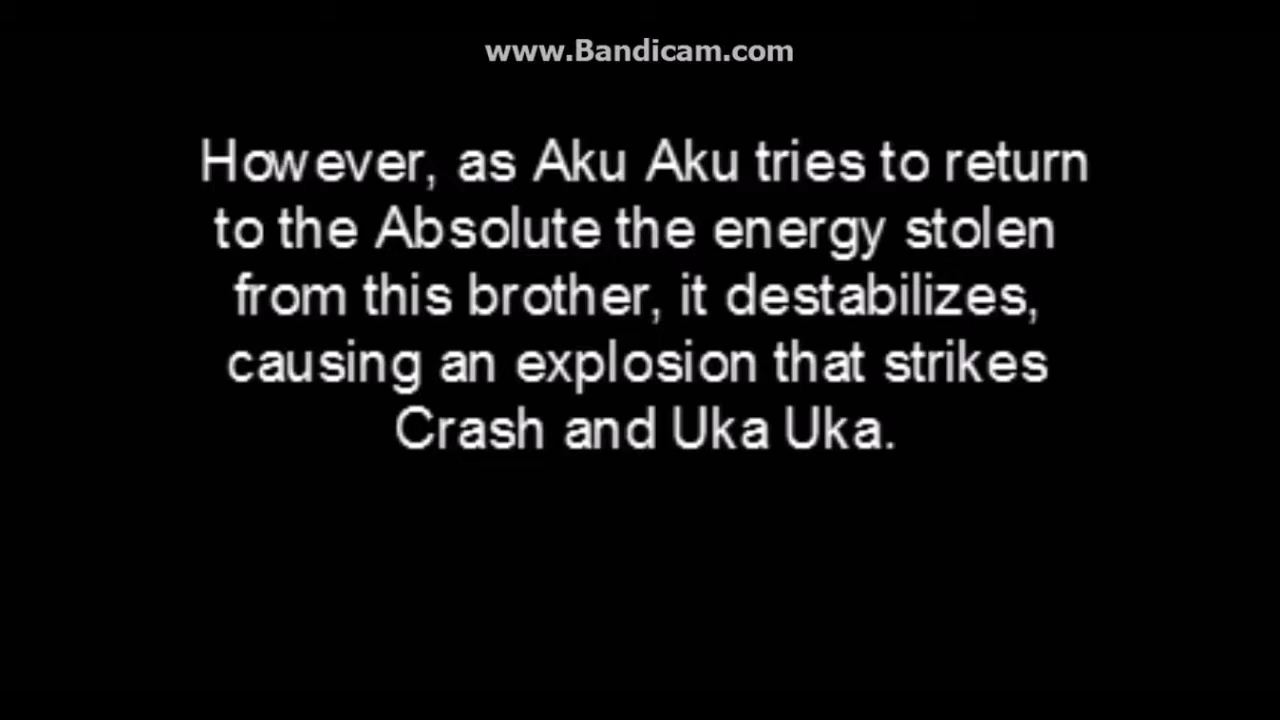 www.Bandicam.com
However, as Aku Aku tries to return
to the Absolute the energy stolen
from this brother, it destabilizes,
causing an explosion that strikes
Crash and Uka Uka.